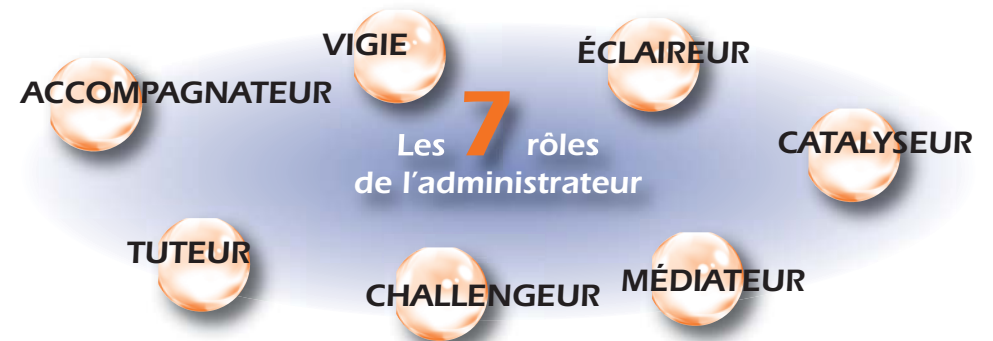 VIGIE
ÉCLAIREUR
ACCOMPAGNATEUR
Les 7 rôles
de l'administrateur
CATALYSEUR
TUTEUR
CHALLENGEUR
MÉDIATEUR